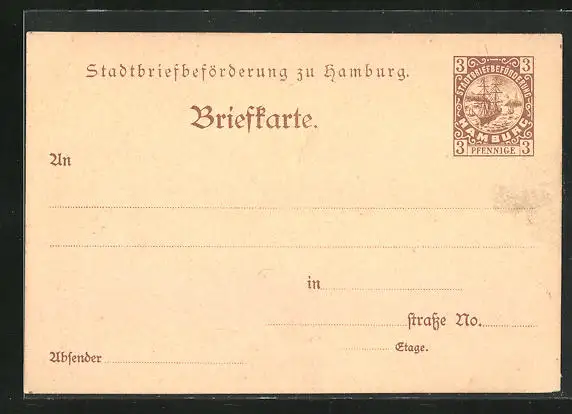 Stadtbriefbeförderung zu Hamburg.
Briefkarte.
3 3
STADTBRIEFBEFÖRDERUNG
HAMBURG
3 PFENNIGE 3
An
in
straße No.
Etage.
Absender